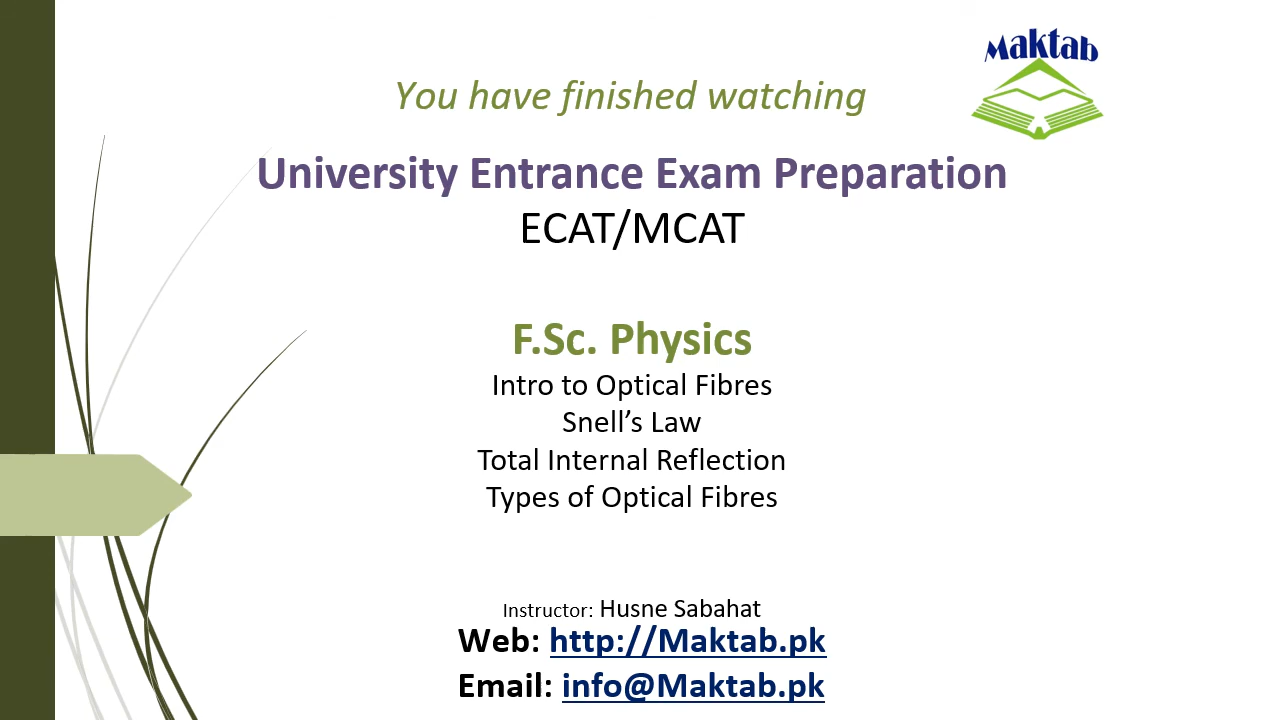 Maktab
You have finished watching
University Entrance Exam Preparation
ECAT/MCAT
F.Sc. Physics
Intro to Optical Fibres
Snell’s Law
Total Internal Reflection
Types of Optical Fibres
Instructor: Husne Sabahat
Web: http://Maktab.pk
Email: info@Maktab.pk